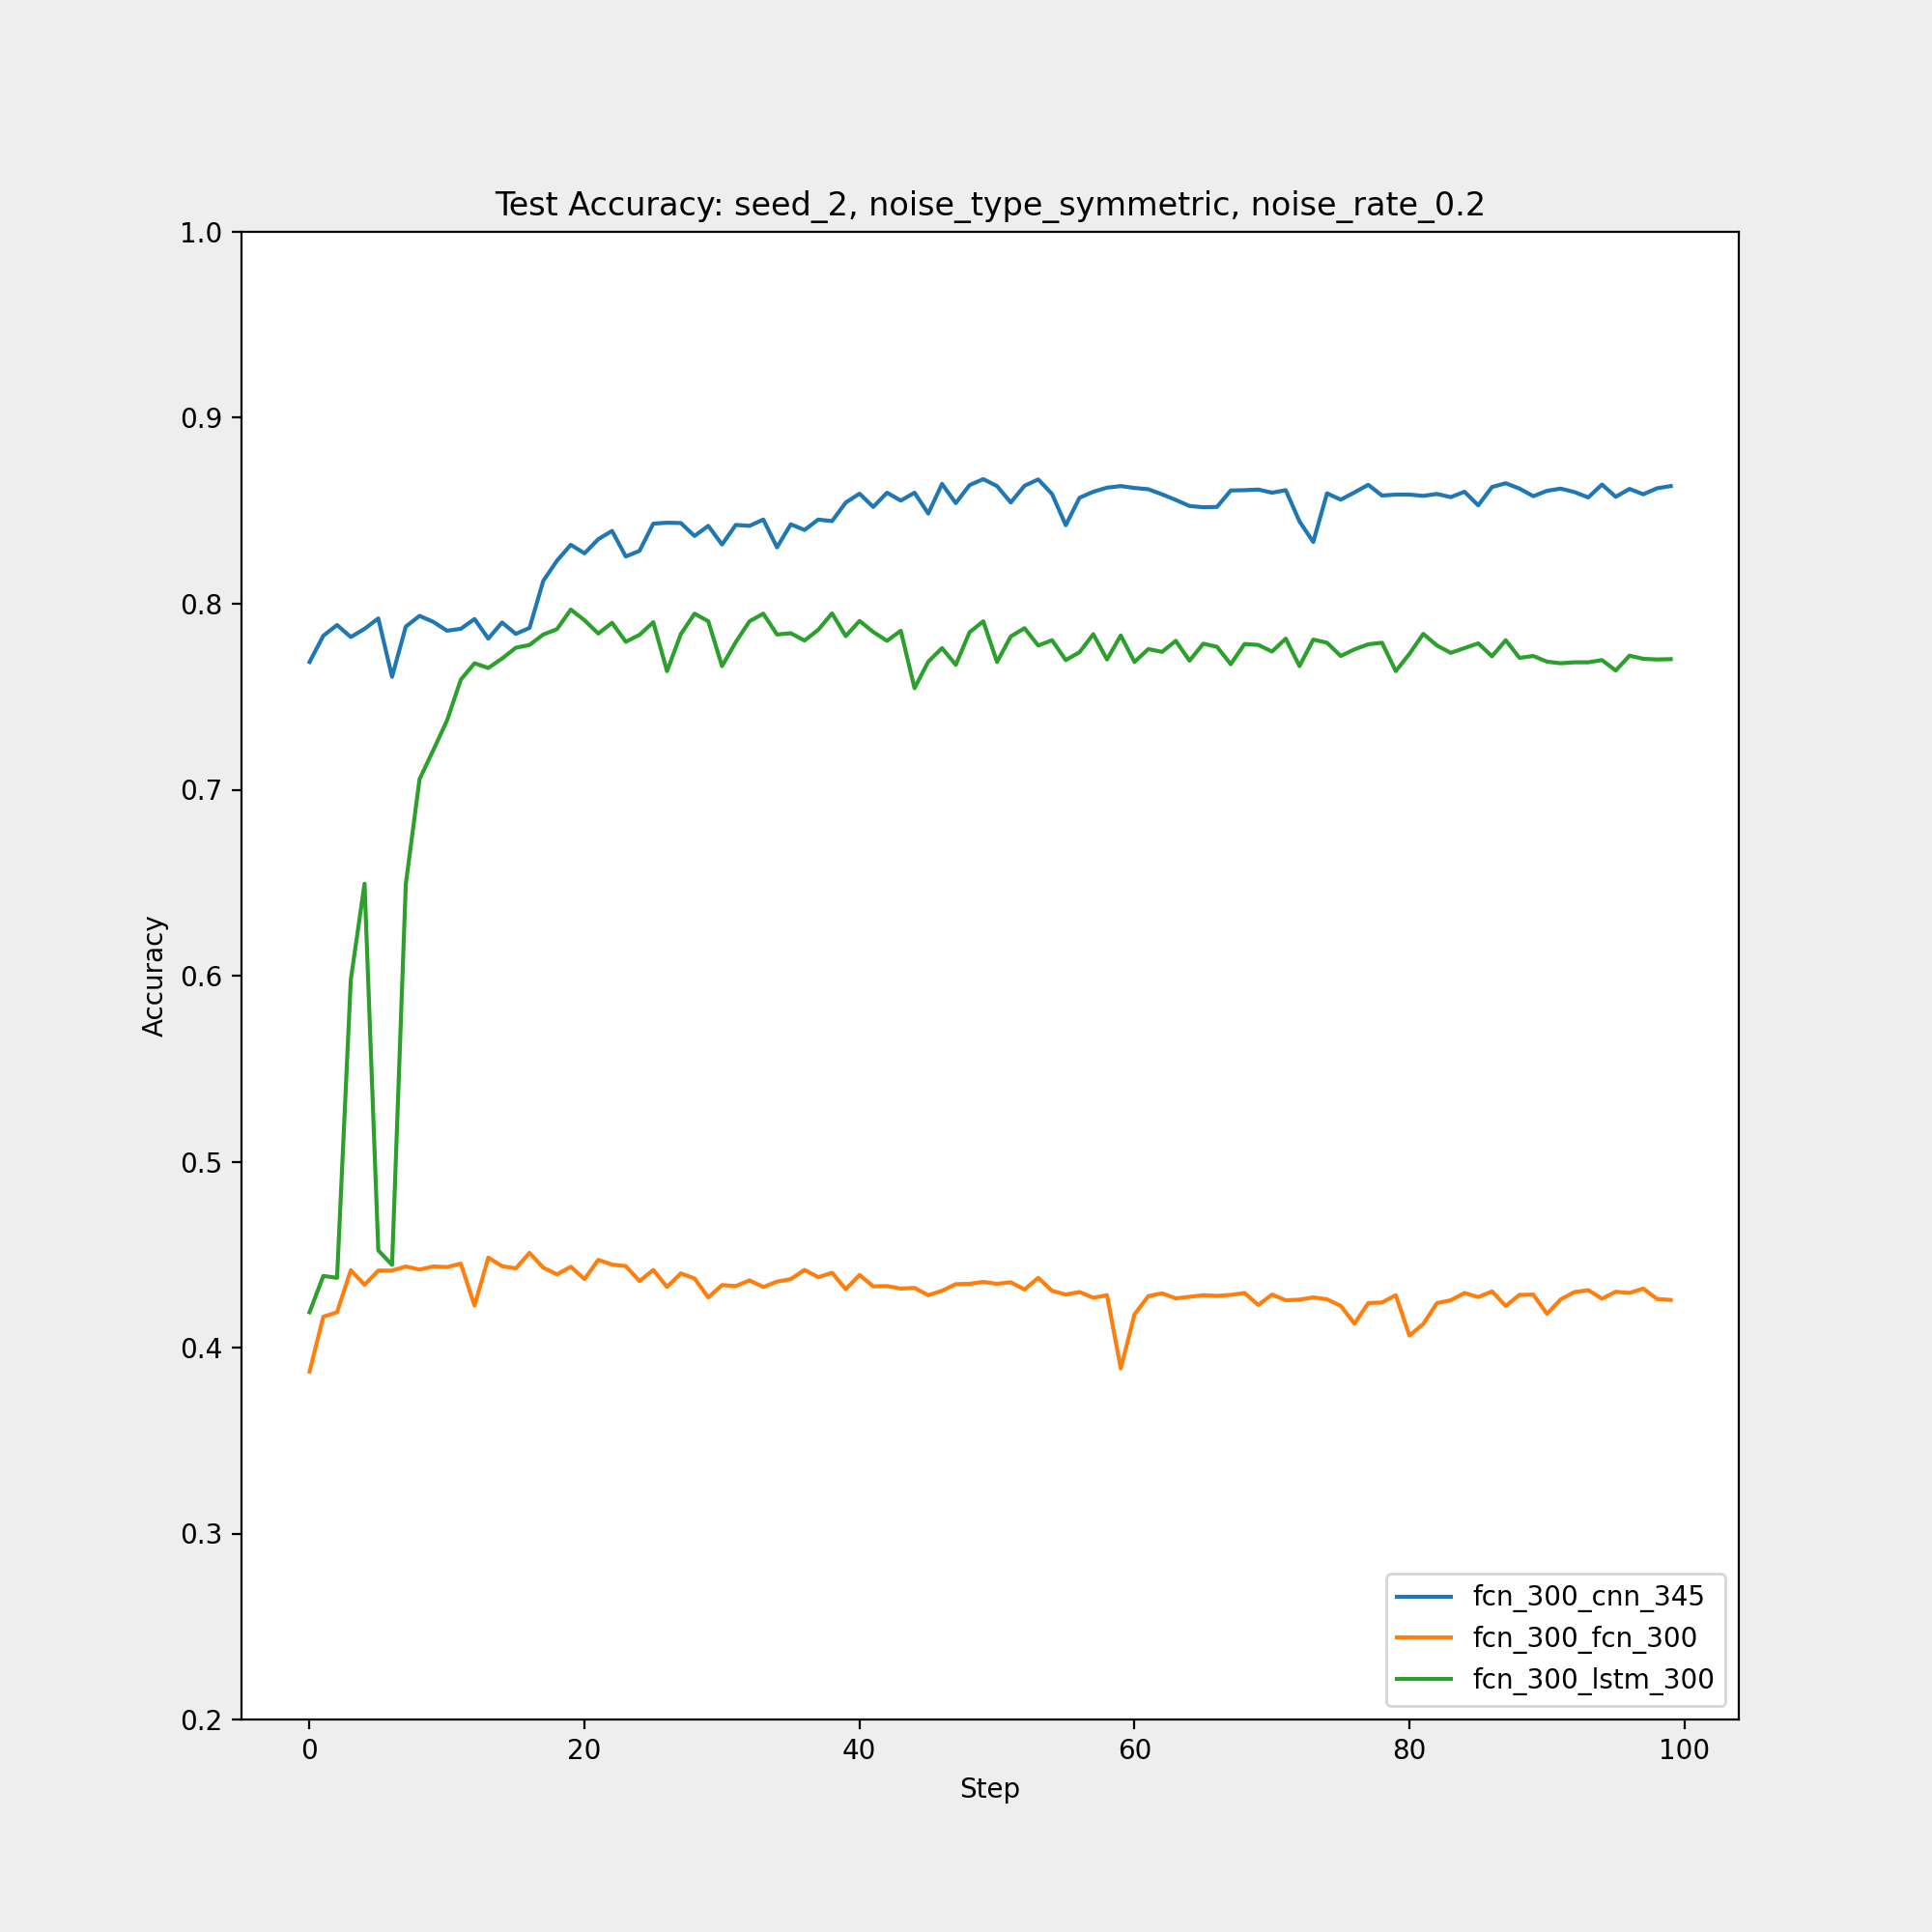 Test Accuracy: seed_2, noise_type_symmetric, noise_rate_0.2
1.0
0.9
0.8
0.7
0.6
0.5
0.4
0.3
0.2
Accuracy
0 20 40 60 80 100
Step
fcn_300_cnn_345
fcn_300_fcn_300
fcn_300_lstm_300